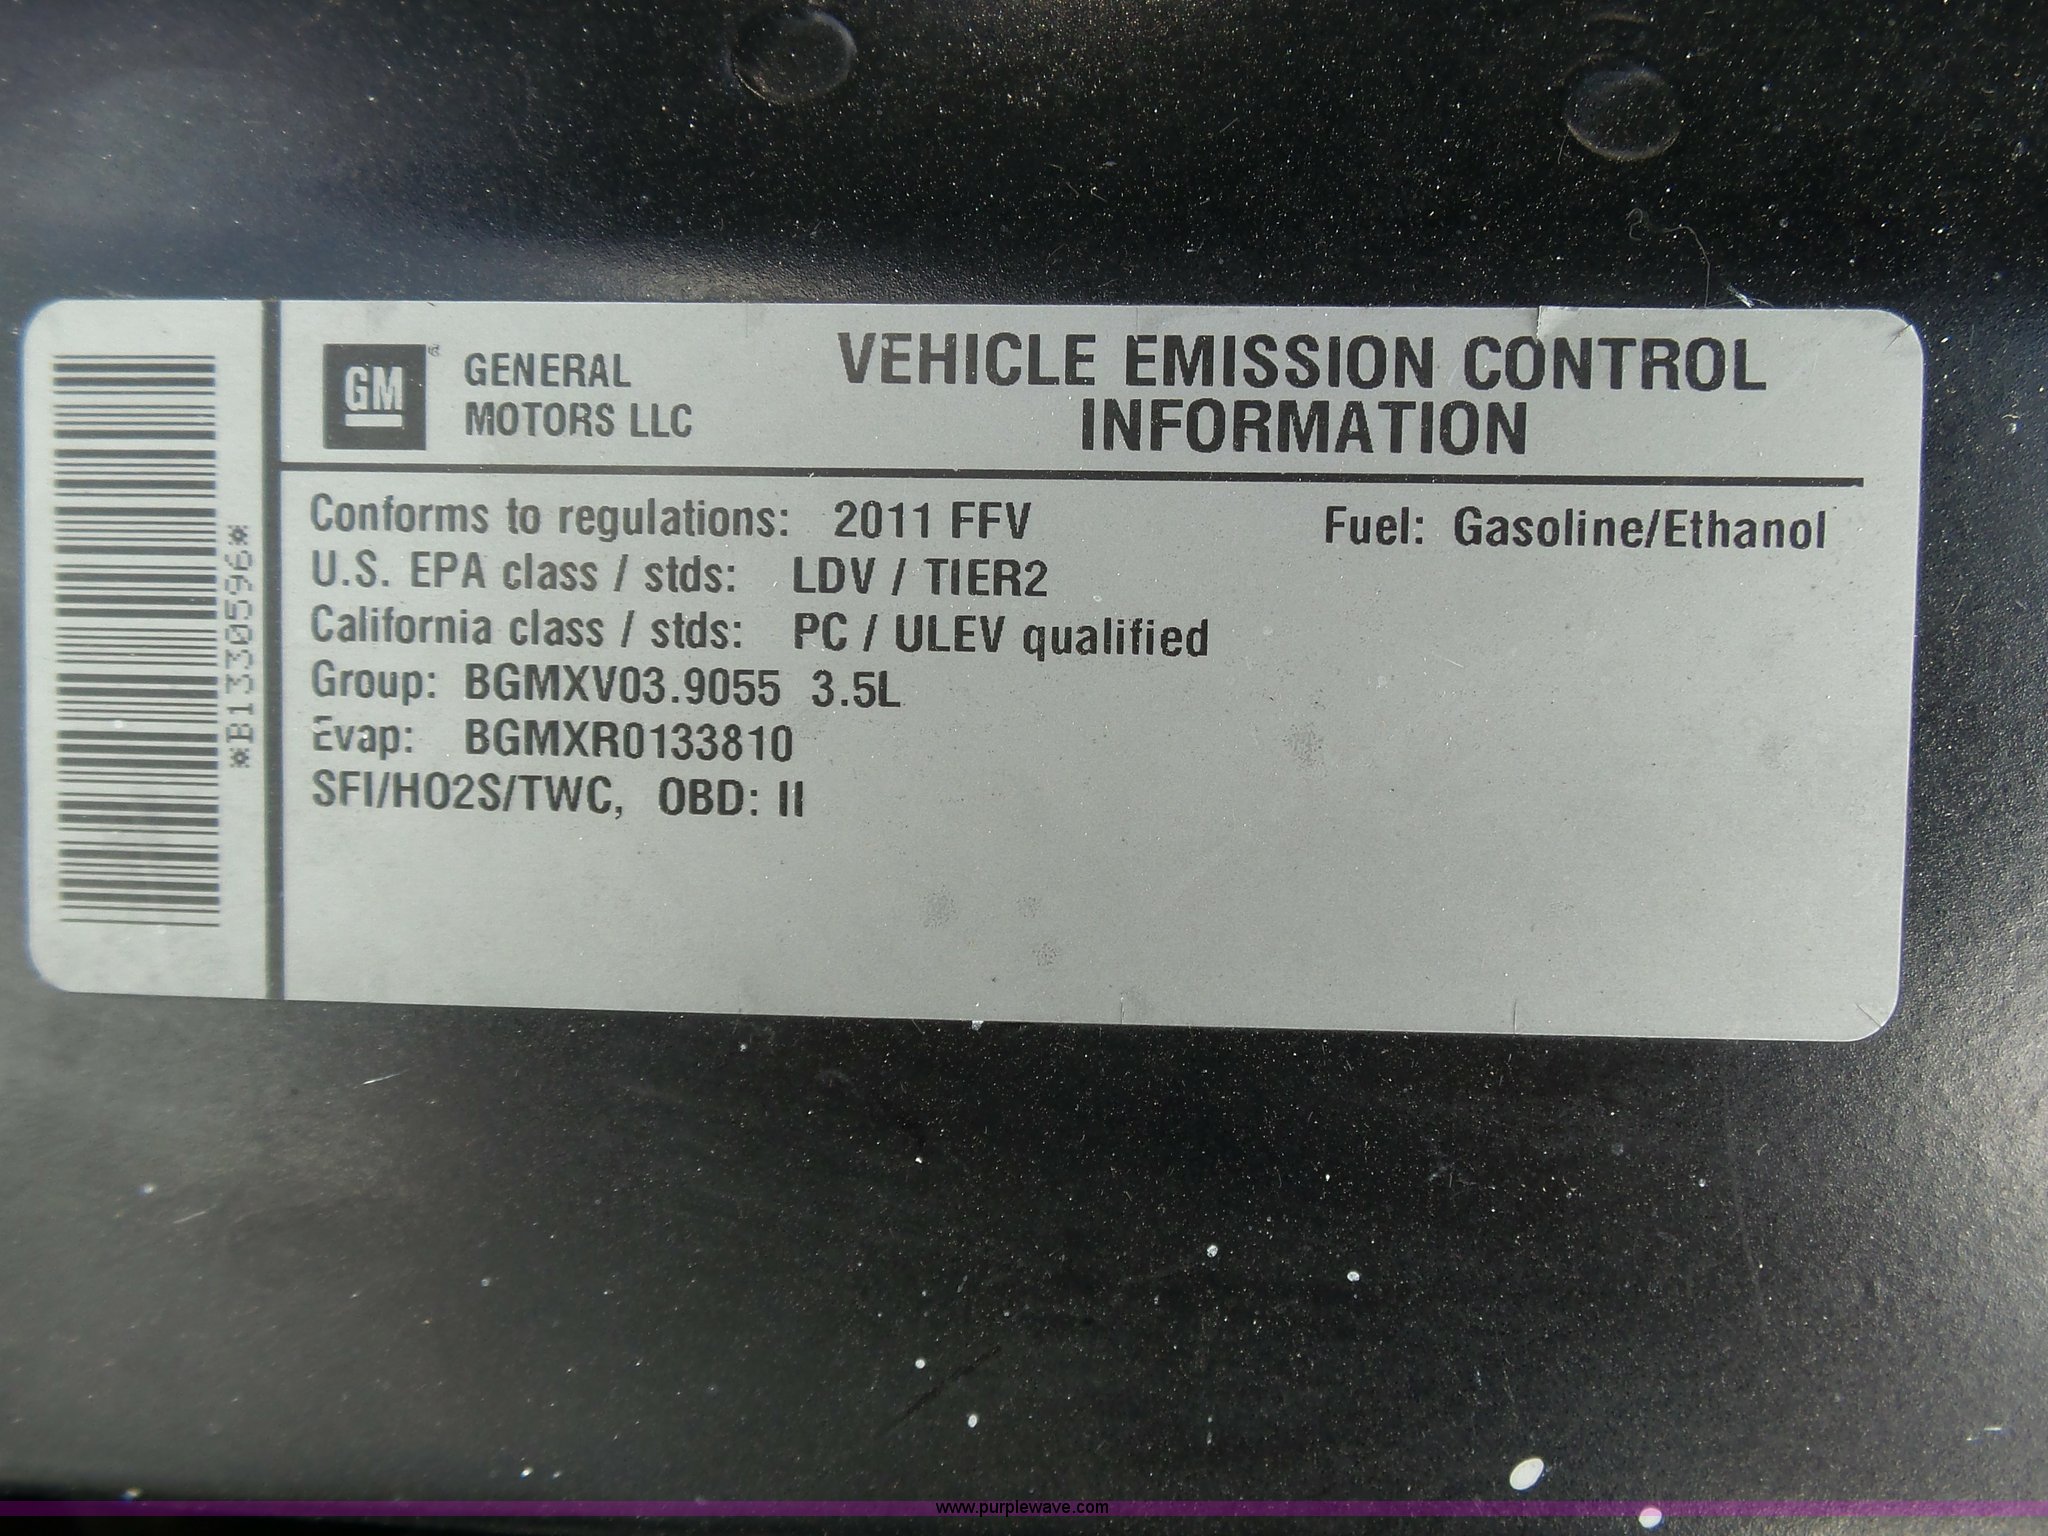 GM
GENERAL
MOTORS LLC
VEHICLE EMISSION CONTROL
INFORMATION
Conforms to regulations: 2011 FFV Fuel: Gasoline/Ethanol
U.S. EPA class / stds: LDV / TIER2
California class / stds: PC / ULEV qualified
Group: BGMXV03.9055 3.5L
Evap: BGMXR0133810
SFI/HO2S/TWC, OBD: II
*B1330596*
www.purplewave.com